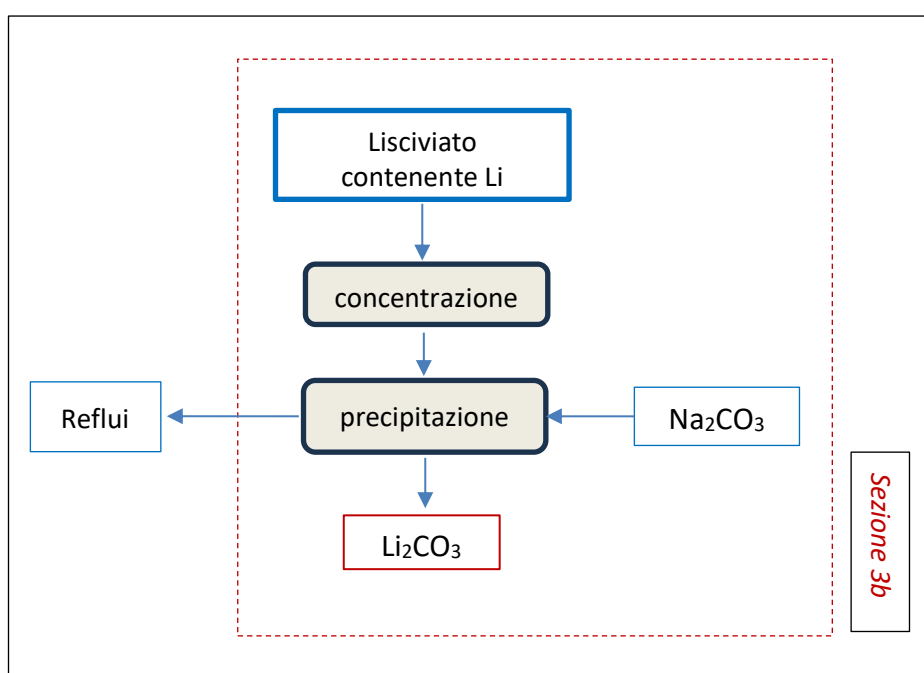 Lisciviato
contenente Li
concentrazione
Reflui
precipitazione
Na₂CO₃
Li₂CO₃
Sezione 3b